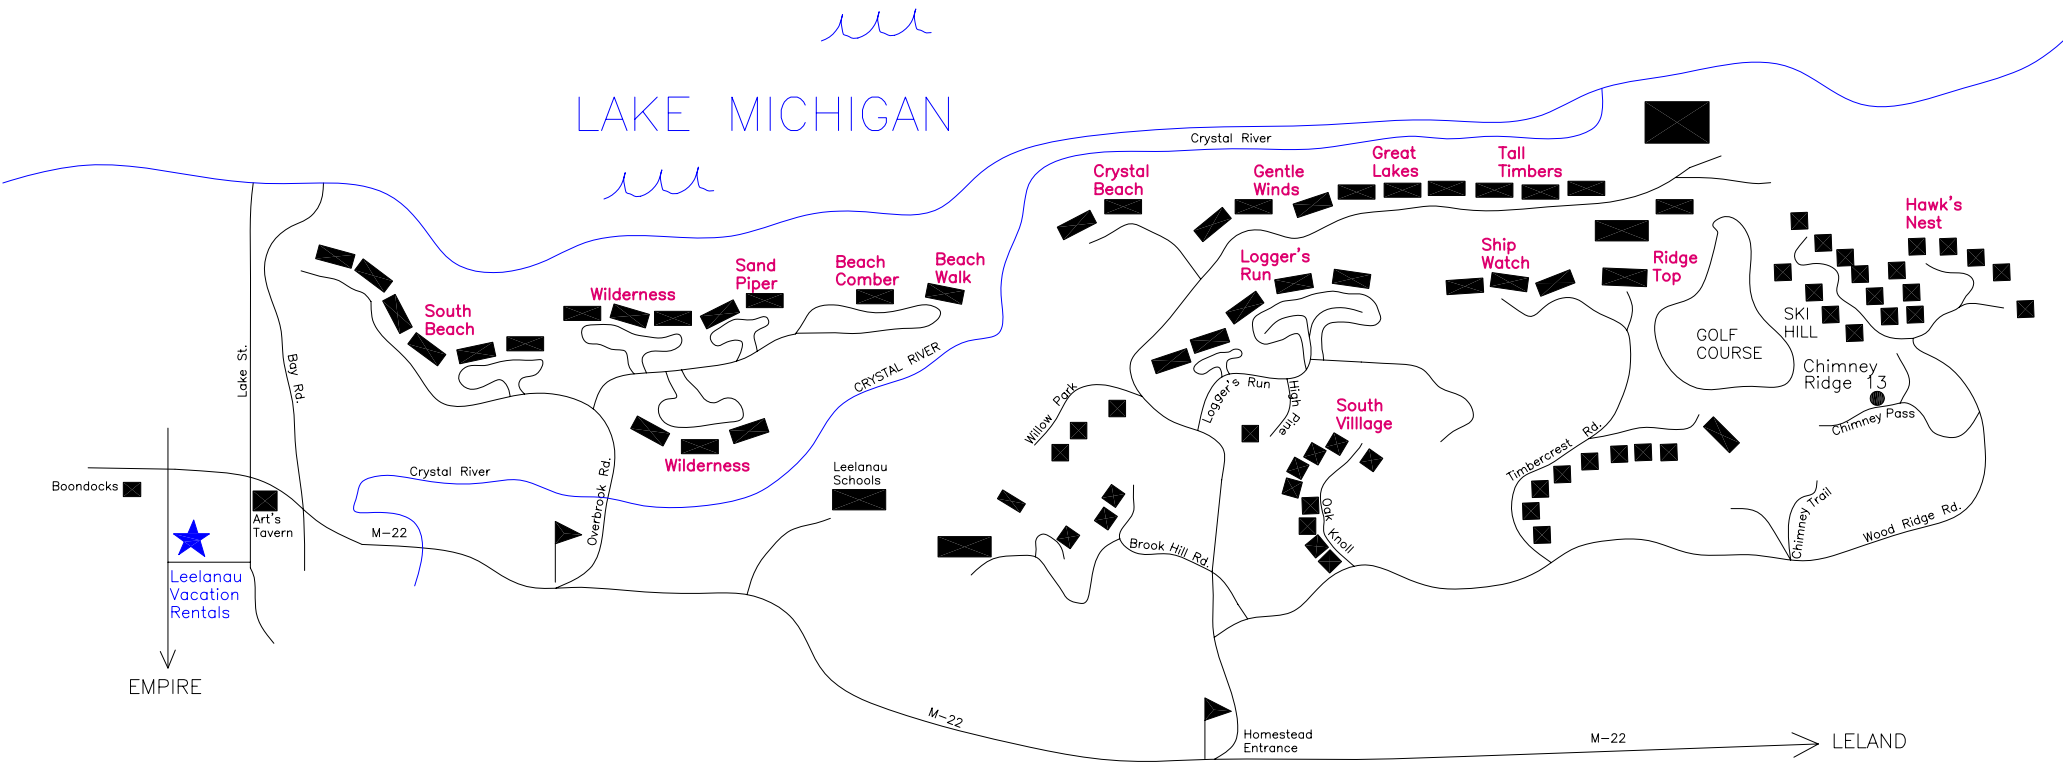 LAKE MICHIGAN
Crystal River
Crystal
Beach
Gentle
Winds
Great
Lakes
Tall
Timbers
Hawk's
Nest
South
Beach
Wilderness
Sand
Piper
Beach
Comber
Beach
Walk
Logger's
Run
Ship
Watch
Ridge
Top
SKI
HILL
GOLF
COURSE
Chimney
Ridge 13
Chimney Pass
Lake St.
Bay Rd.
CRYSTAL RIVER
Willow Park
Logger's Run
High Pine
South
Villlage
Timbercrest Rd.
Wilderness
Crystal River
Overbrook Rd.
Leelanau
Schools
Boondocks
Art's
Tavern
M-22
Oak Knoll
Brook Hill Rd.
Chimney Trail
Wood Ridge Rd.
Leelanau
Vacation
Rentals
EMPIRE
M-22
Homestead
Entrance
M-22
LELAND